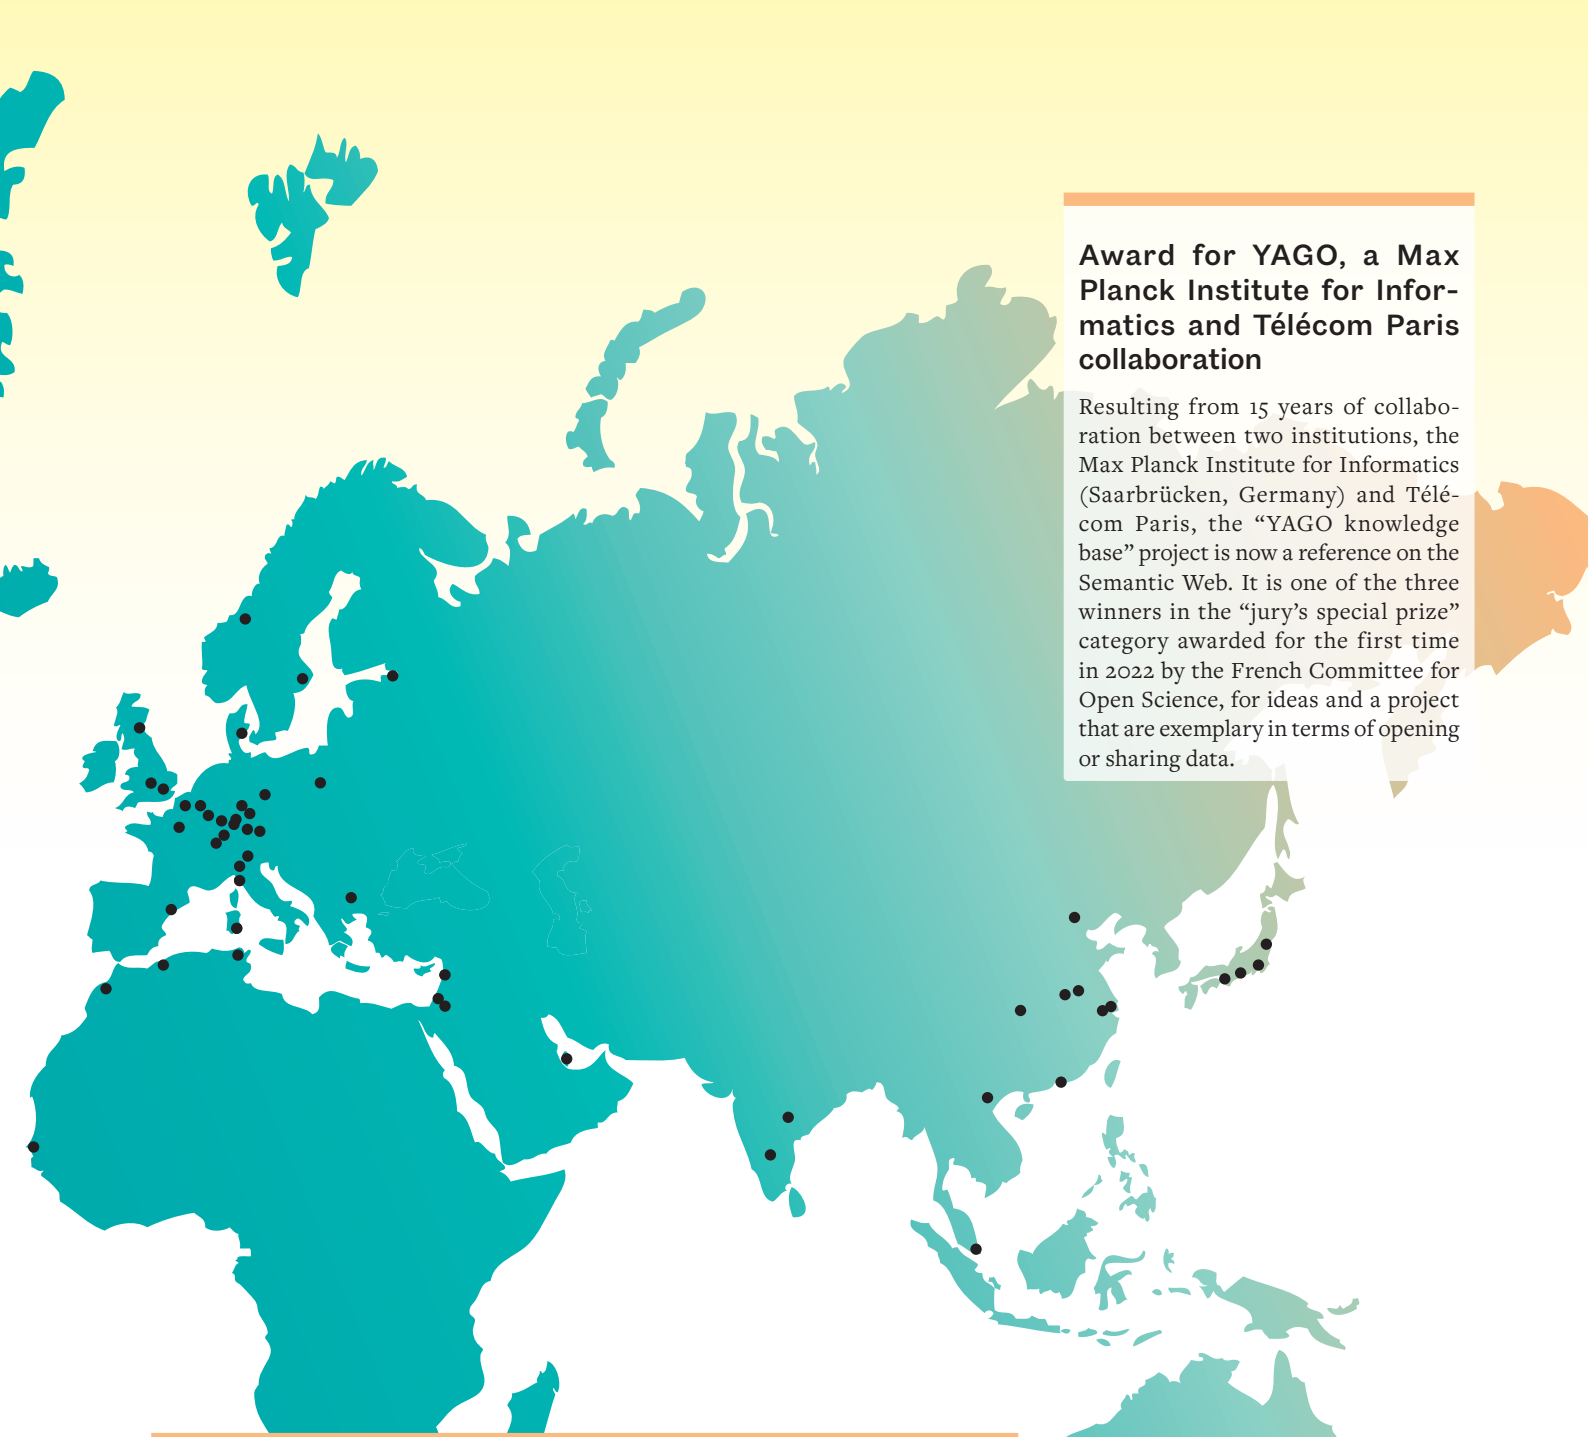 Award for YAGO, a Max
Planck Institute for Infor-
matics and Télécom Paris
collaboration
Resulting from 15 years of collabo-
ration between two institutions, the
Max Planck Institute for Informatics
(Saarbrücken, Germany) and Télé-
com Paris, the “YAGO knowledge
base” project is now a reference on the
Semantic Web. It is one of the three
winners in the “jury’s special prize”
category awarded for the first time
in 2022 by the French Committee for
Open Science, for ideas and a project
that are exemplary in terms of opening
or sharing data.